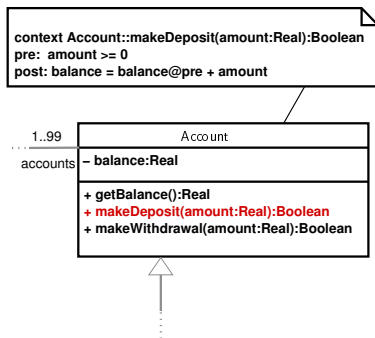 context Account::makeDeposit(amount:Real):Boolean
pre: amount >= 0
post: balance = balance@pre + amount
1..99
Account
accounts
– balance:Real
+ getBalance():Real
+ makeDeposit(amount:Real):Boolean
+ makeWithdrawal(amount:Real):Boolean